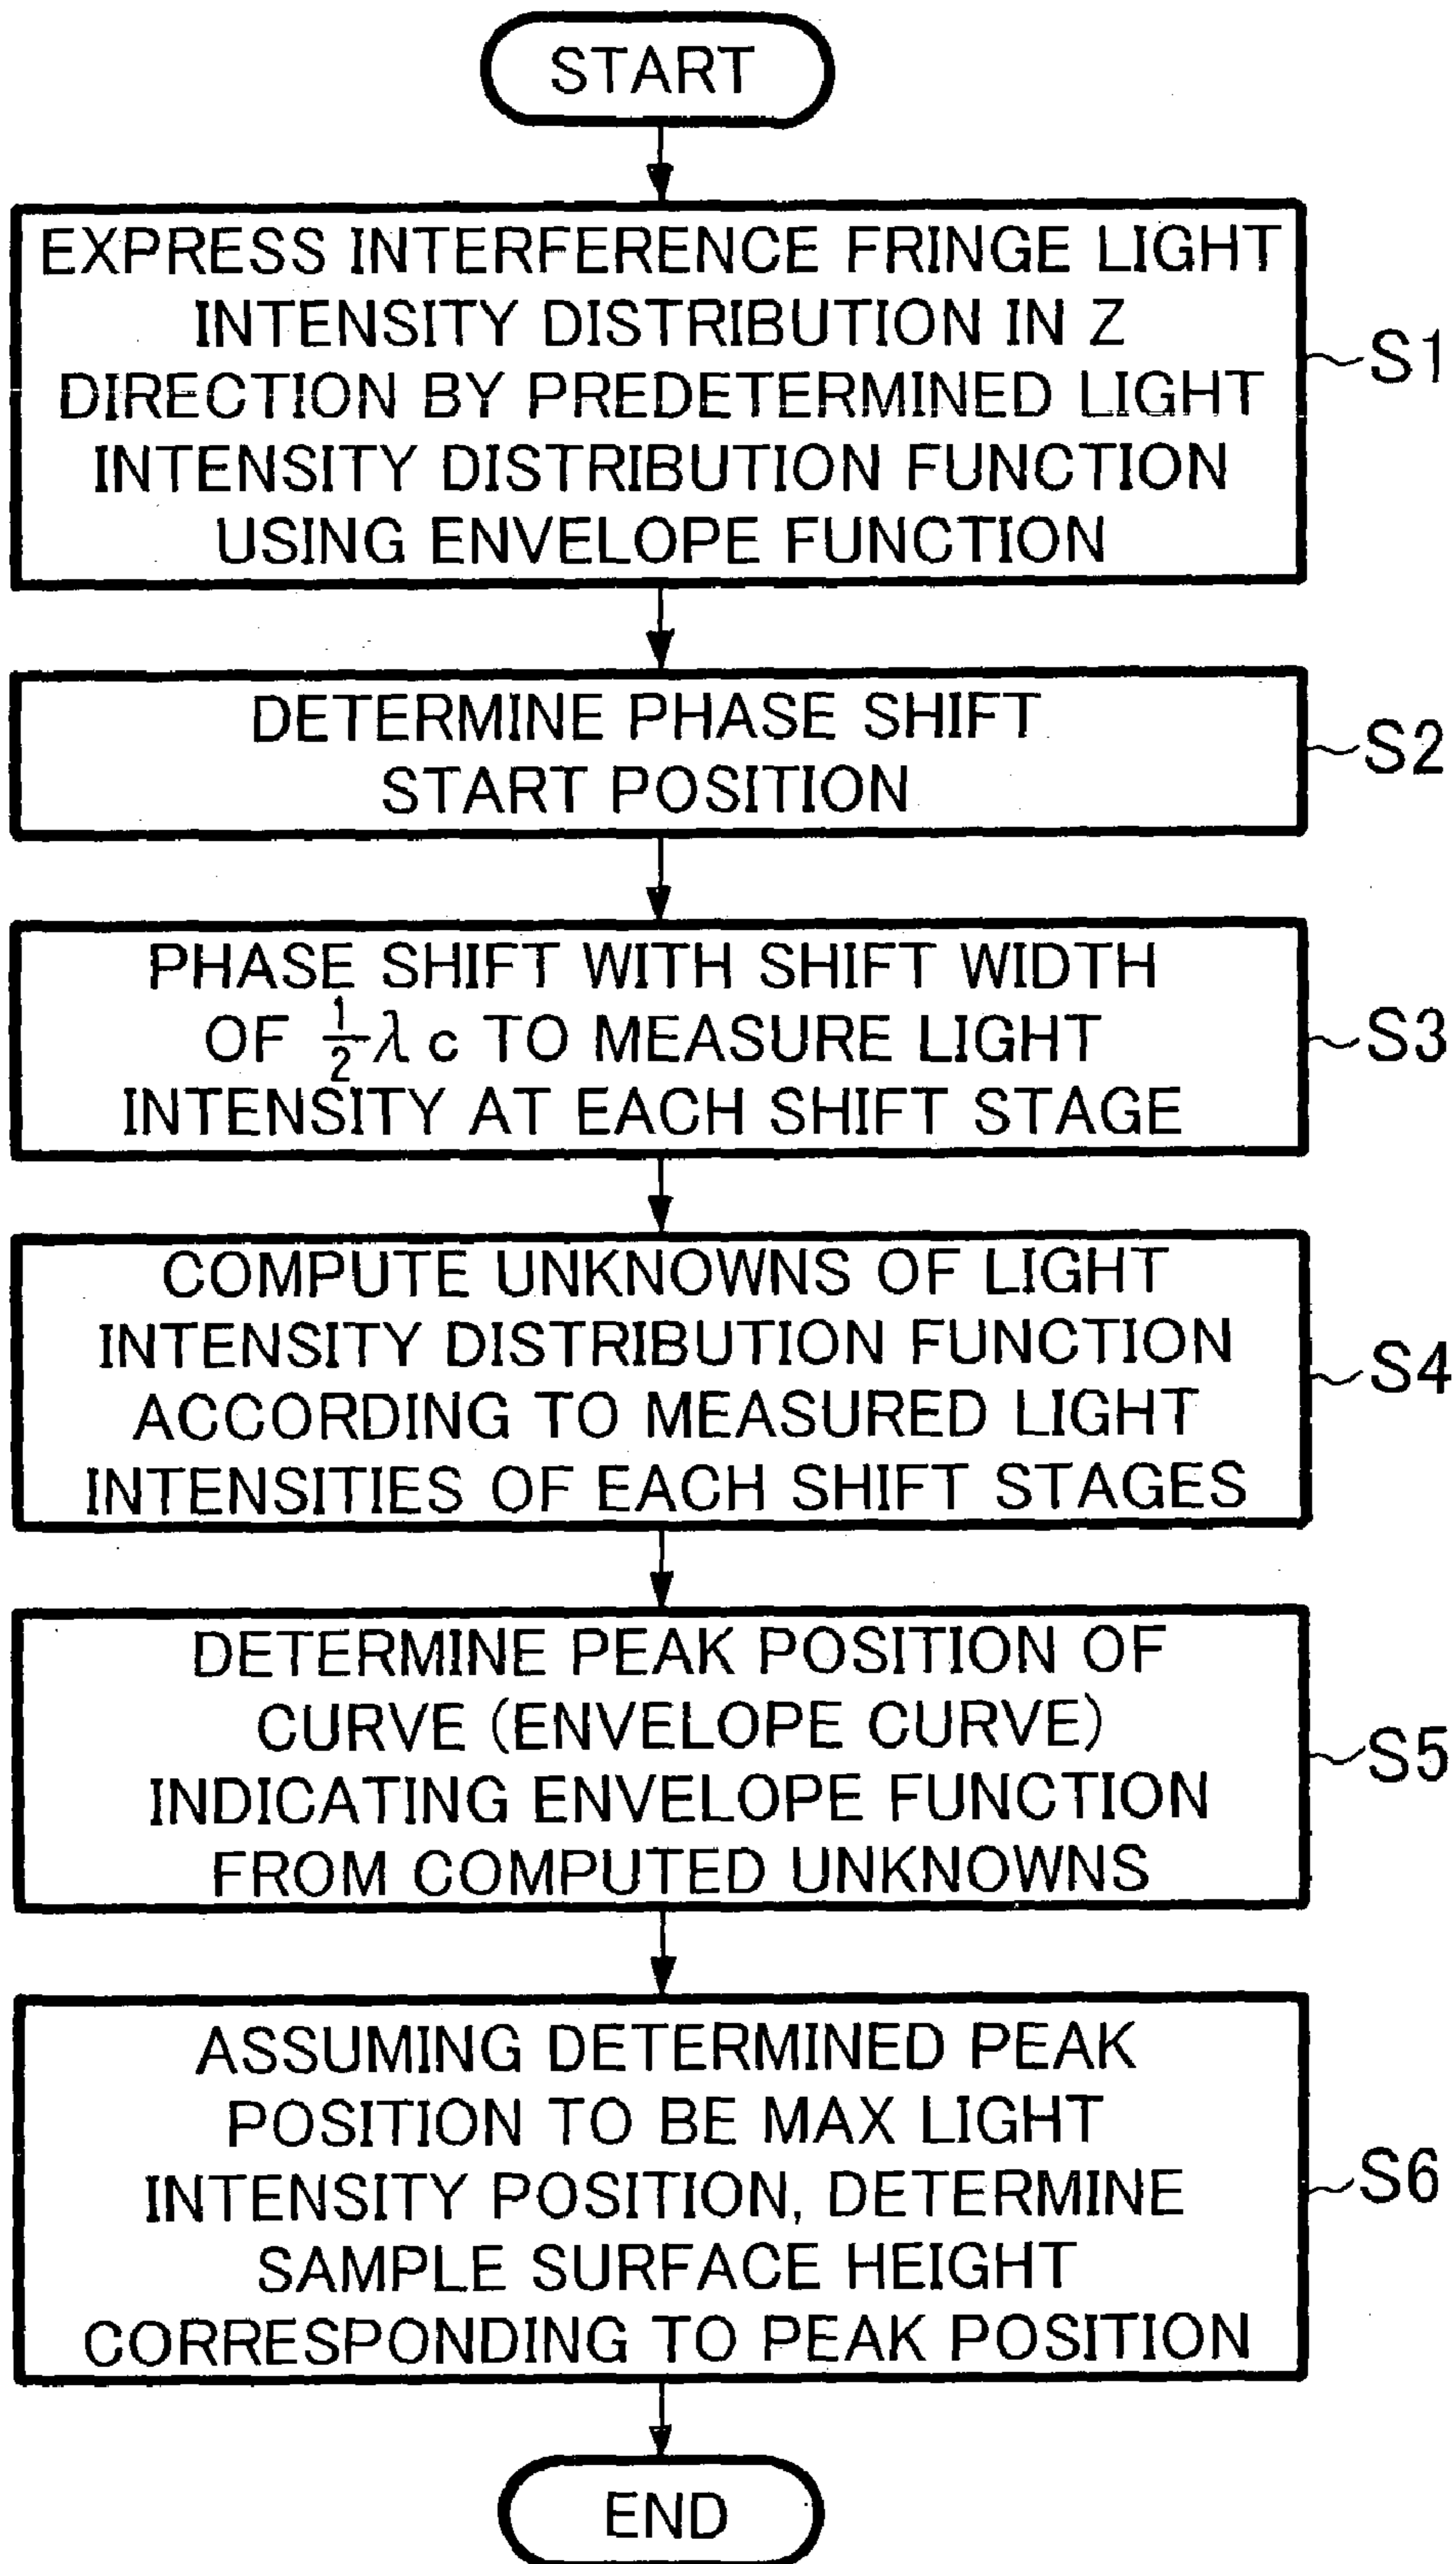 START
EXPRESS INTERFERENCE FRINGE LIGHT
INTENSITY DISTRIBUTION IN Z
DIRECTION BY PREDETERMINED LIGHT
INTENSITY DISTRIBUTION FUNCTION
USING ENVELOPE FUNCTION
S1
DETERMINE PHASE SHIFT
START POSITION
S2
PHASE SHIFT WITH SHIFT WIDTH
OF 1/2 λc TO MEASURE LIGHT
INTENSITY AT EACH SHIFT STAGE
S3
COMPUTE UNKNOWNS OF LIGHT
INTENSITY DISTRIBUTION FUNCTION
ACCORDING TO MEASURED LIGHT
INTENSITIES OF EACH SHIFT STAGES
S4
DETERMINE PEAK POSITION OF
CURVE (ENVELOPE CURVE)
INDICATING ENVELOPE FUNCTION
FROM COMPUTED UNKNOWNS
S5
ASSUMING DETERMINED PEAK
POSITION TO BE MAX LIGHT
INTENSITY POSITION, DETERMINE
SAMPLE SURFACE HEIGHT
CORRESPONDING TO PEAK POSITION
S6
END